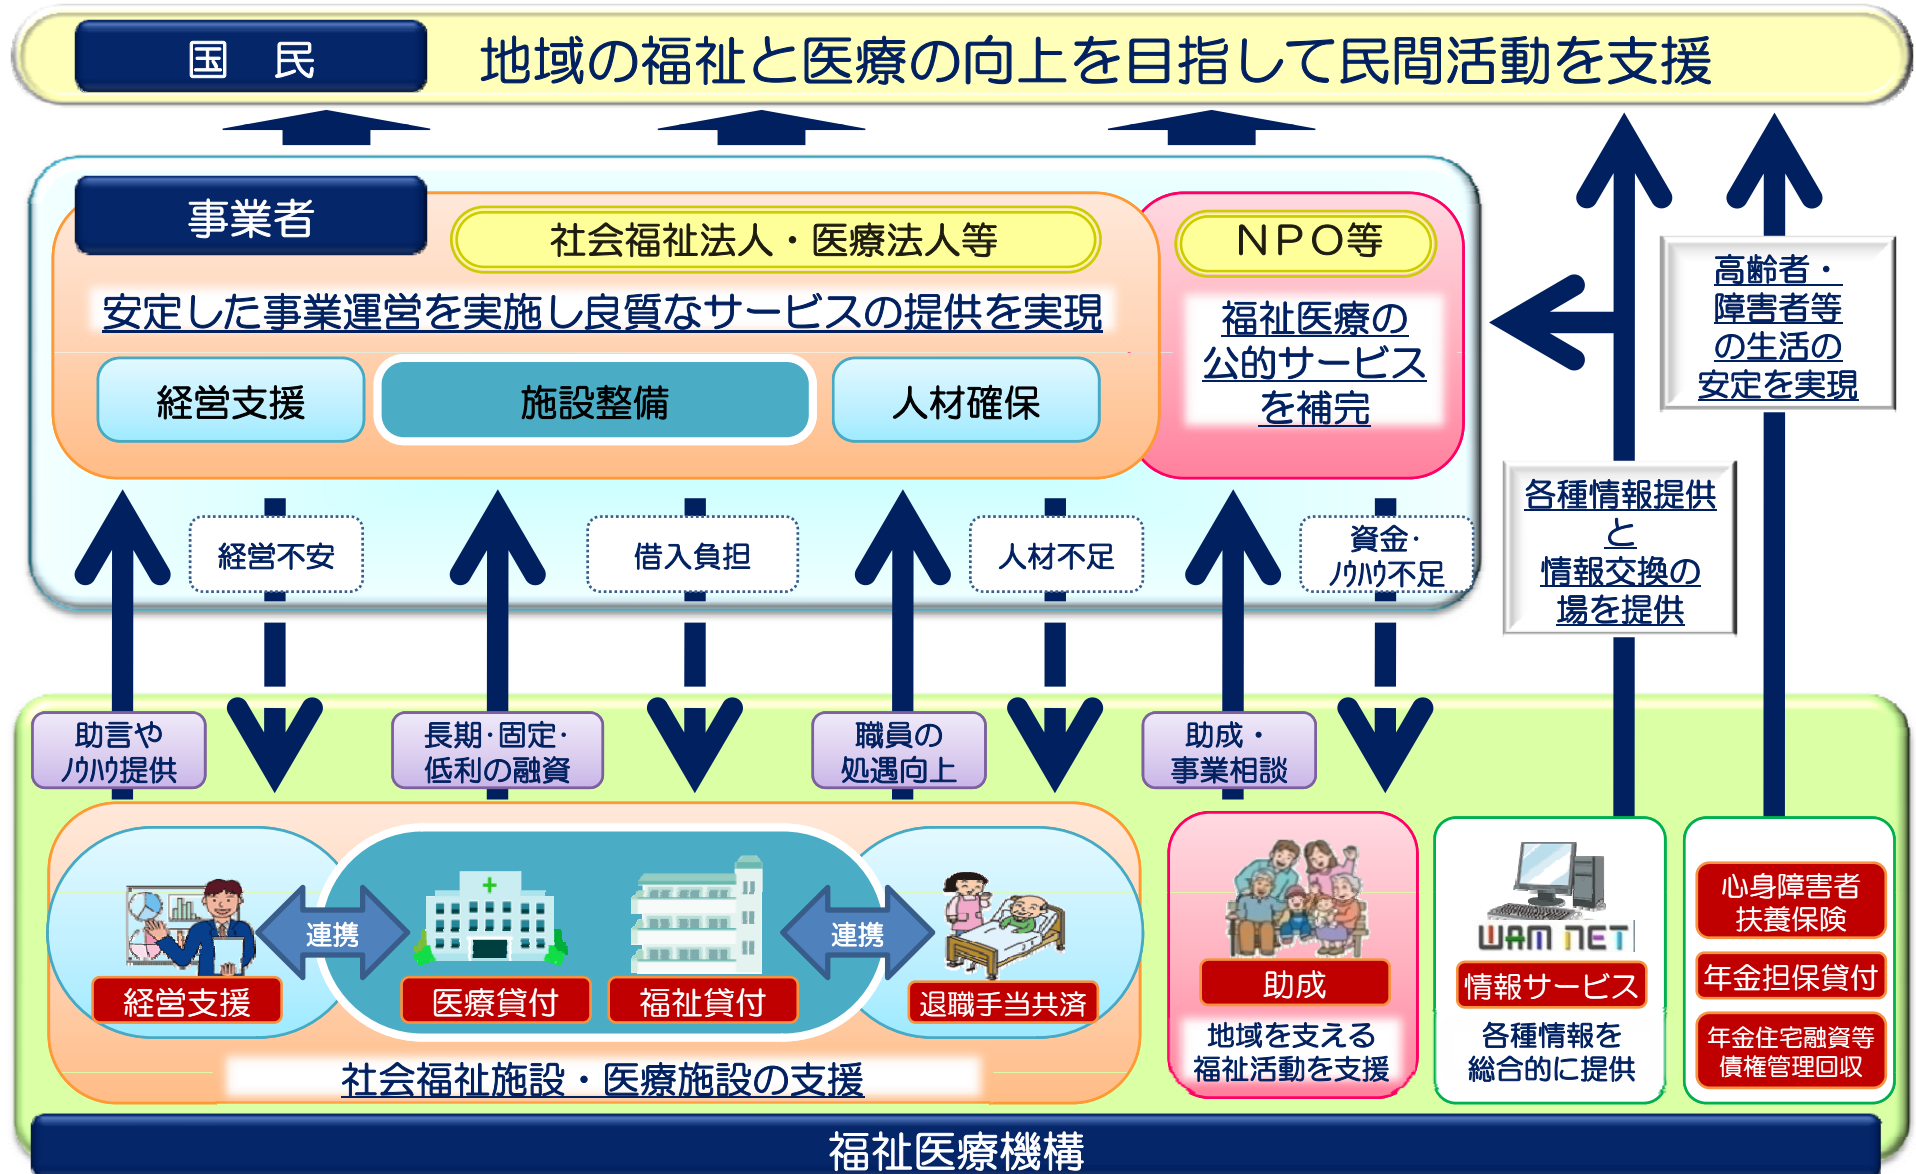 国　民
地域の福祉と医療の向上を目指して民間活動を支援
事業者
社会福祉法人・医療法人等
ＮＰＯ等
安定した事業運営を実施し良質なサービスの提供を実現
福祉医療の
公的サービス
を補完
経営支援
施設整備
人材確保
高齢者・
障害者等
の生活の
安定を実現
各種情報提供
と
情報交換の
場を提供
経営不安
借入負担
人材不足
資金・
ﾉｳﾊｳ不足
助言や
ﾉｳﾊｳ提供
長期・固定・
低利の融資
職員の
処遇向上
助成・
事業相談
連携
連携
経営支援
医療貸付
福祉貸付
退職手当共済
社会福祉施設・医療施設の支援
助成
地域を支える
福祉活動を支援
WAM NET
情報サービス
各種情報を
総合的に提供
心身障害者
扶養保険
年金担保貸付
年金住宅融資等
債権管理回収
福祉医療機構